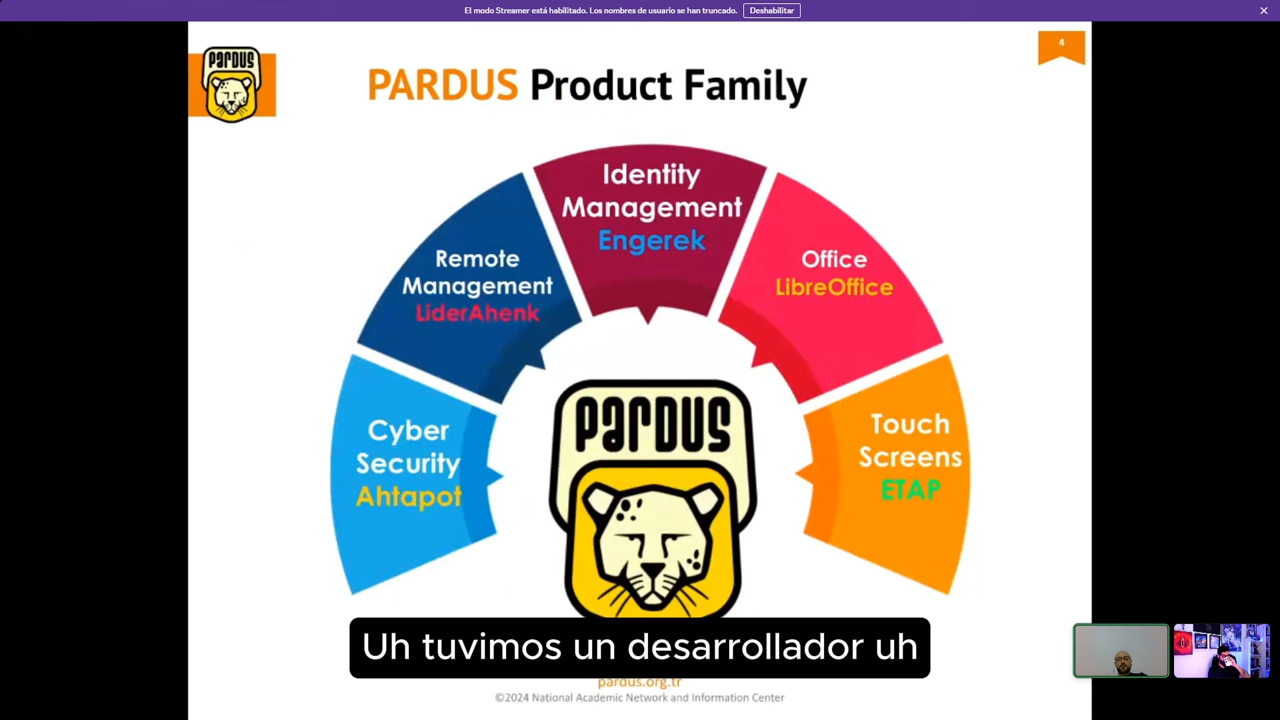 El modo Streamer está habilitado. Los nombres de usuario se han truncado. Deshabilitar
PARDUS
4
PARDUS Product Family
Identity
Management
Engerek
Remote
Management
LiderAhenk
Office
LibreOffice
Cyber
Security
Ahtapot
Touch
Screens
ETAP
PARDUS
Uh tuvimos un desarrollador uh
pardus.org.tr
©2024 National Academic Network and Information Center